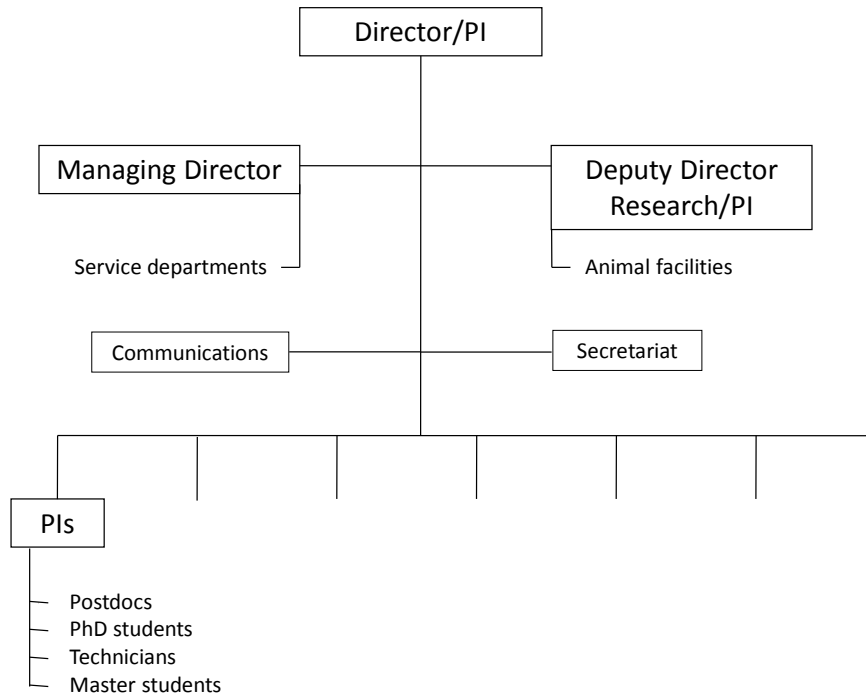 Director/PI
Managing Director
Deputy Director
Research/PI
Service departments
Animal facilities
Communications
Secretariat
PIs
Postdocs
PhD students
Technicians
Master students